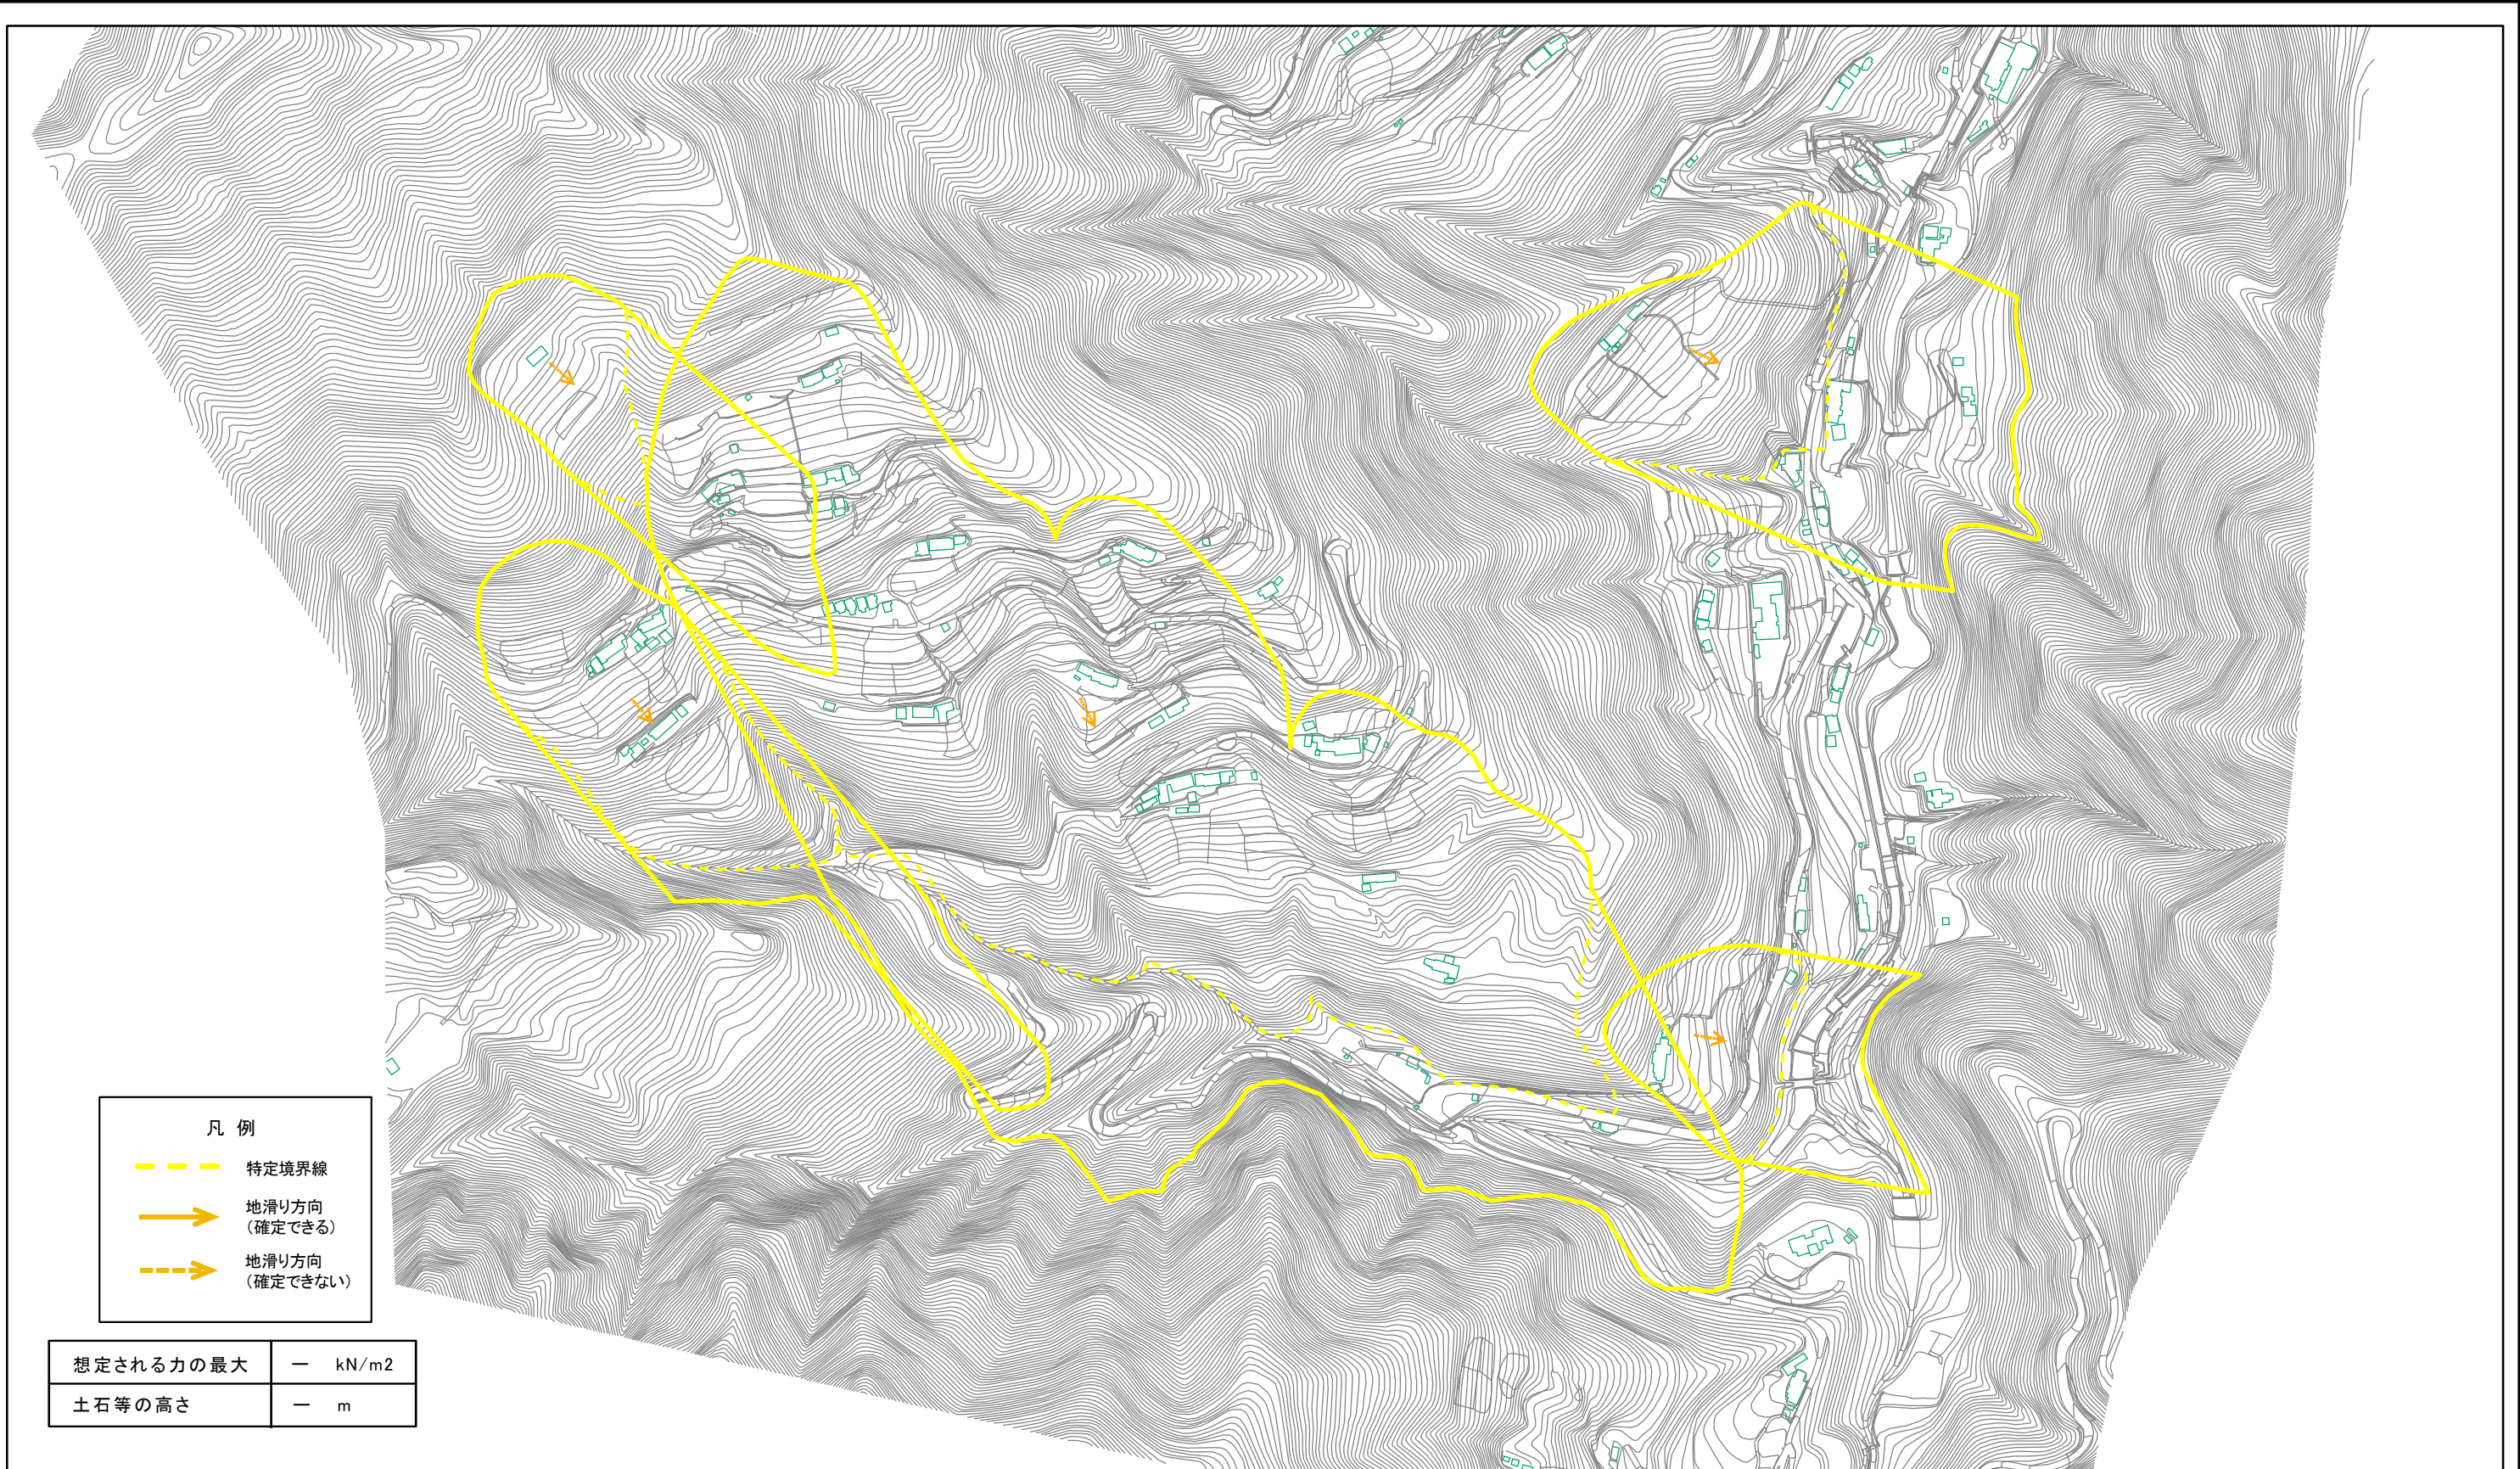 凡 例
特定境界線
地滑り方向
（確定できる）
地滑り方向
（確定できない）
想定される力の最大 ー kN/m2
土石等の高さ ー m